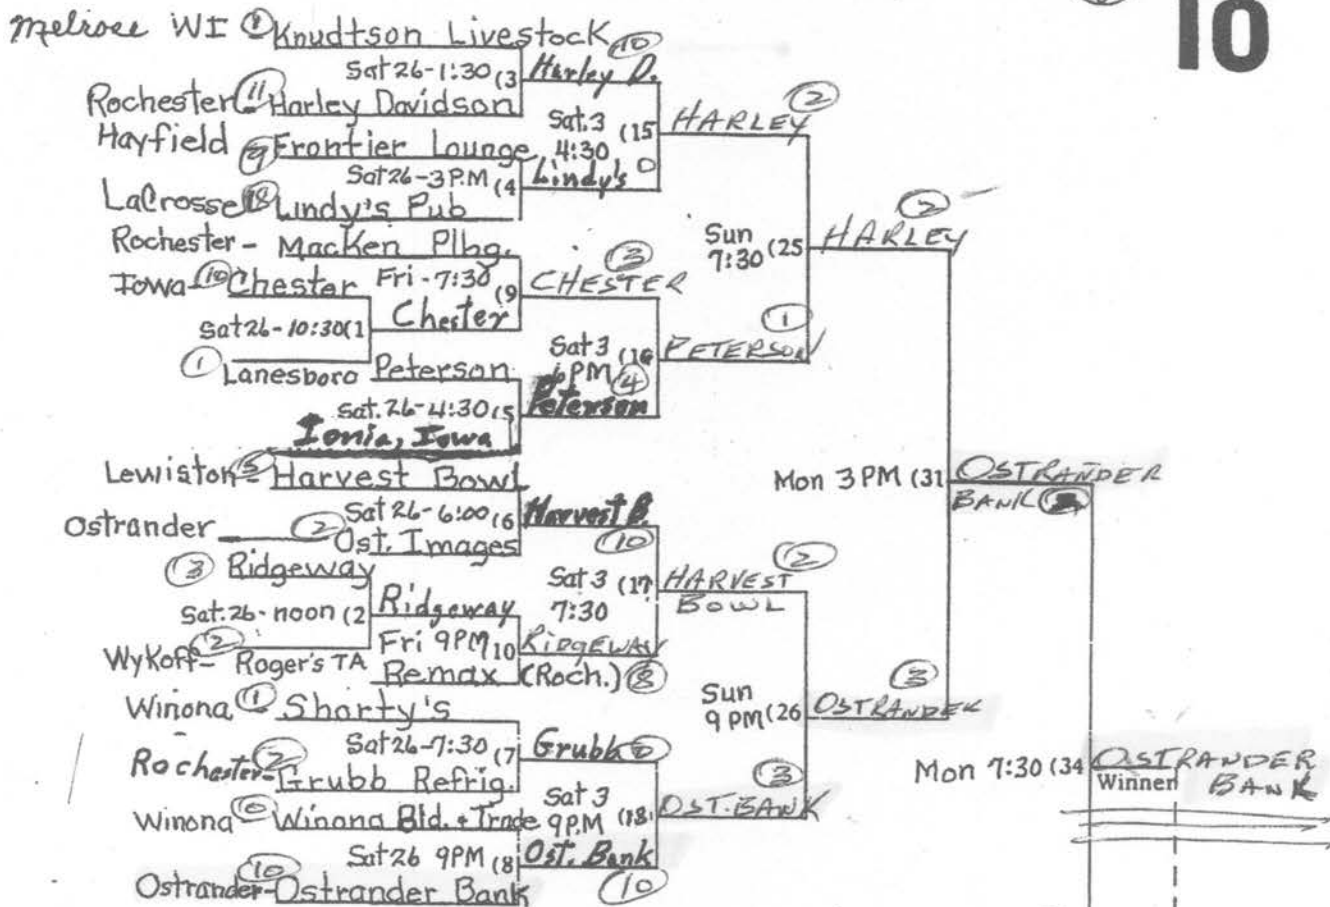 10
Melrose WI Knudtson Livestock 10
Sat 26-1:30 (3 Harley D.
Rochester 11 Harley Davidson
HARLEY 2
Sat. 3 (15
4:30
Hayfield Frontier Lounge
Sat 26-3P.M (4 Lindy's 0
LaCrosse Lindy's Pub
HARLEY 2
Sun
7:30 (25
Rochester- Macken Plbg.
Iowa-10 Chester Fri-7:30 (9 CHESTER 3
Sat 26-10:30(1 Chester
1 Lanesboro
PETERSON 1
Sat 3 (16
6 PM 4
Peterson
Sat. 26-4:30 (5 Peterson
Ionia, Iowa
Mon 3 PM (31 OSTRANDER
BANK
Lewiston-5 Harvest Bowl
Sat 26-6:00 (6 Harvest B.
10
Ostrander 2 Ost. Images
3 Ridgeway
Sat 3 (17 HARVEST 2
7:30 BOWL
Sat. 26-noon (2 Ridgeway
Wykoff- 2 Roger's TA
Fri 9PM 10 RIDGEWAY
Remax (Roch.) 8
Sun
9 PM (26 OSTRANDER 3
Winona 1 Shorty's
Sat 26-7:30 (7 Grubb 0
Rochester- 2 Grubb Refrig.
Sat 3
9P.M (18 OST. BANK 3
Winona Winona Bld. + Trade
Sat 26 9PM (8 Ost. Bank
10
Ostrander- 10 Ostrander Bank
Mon 7:30 (34 OSTRANDER
BANK
Winner